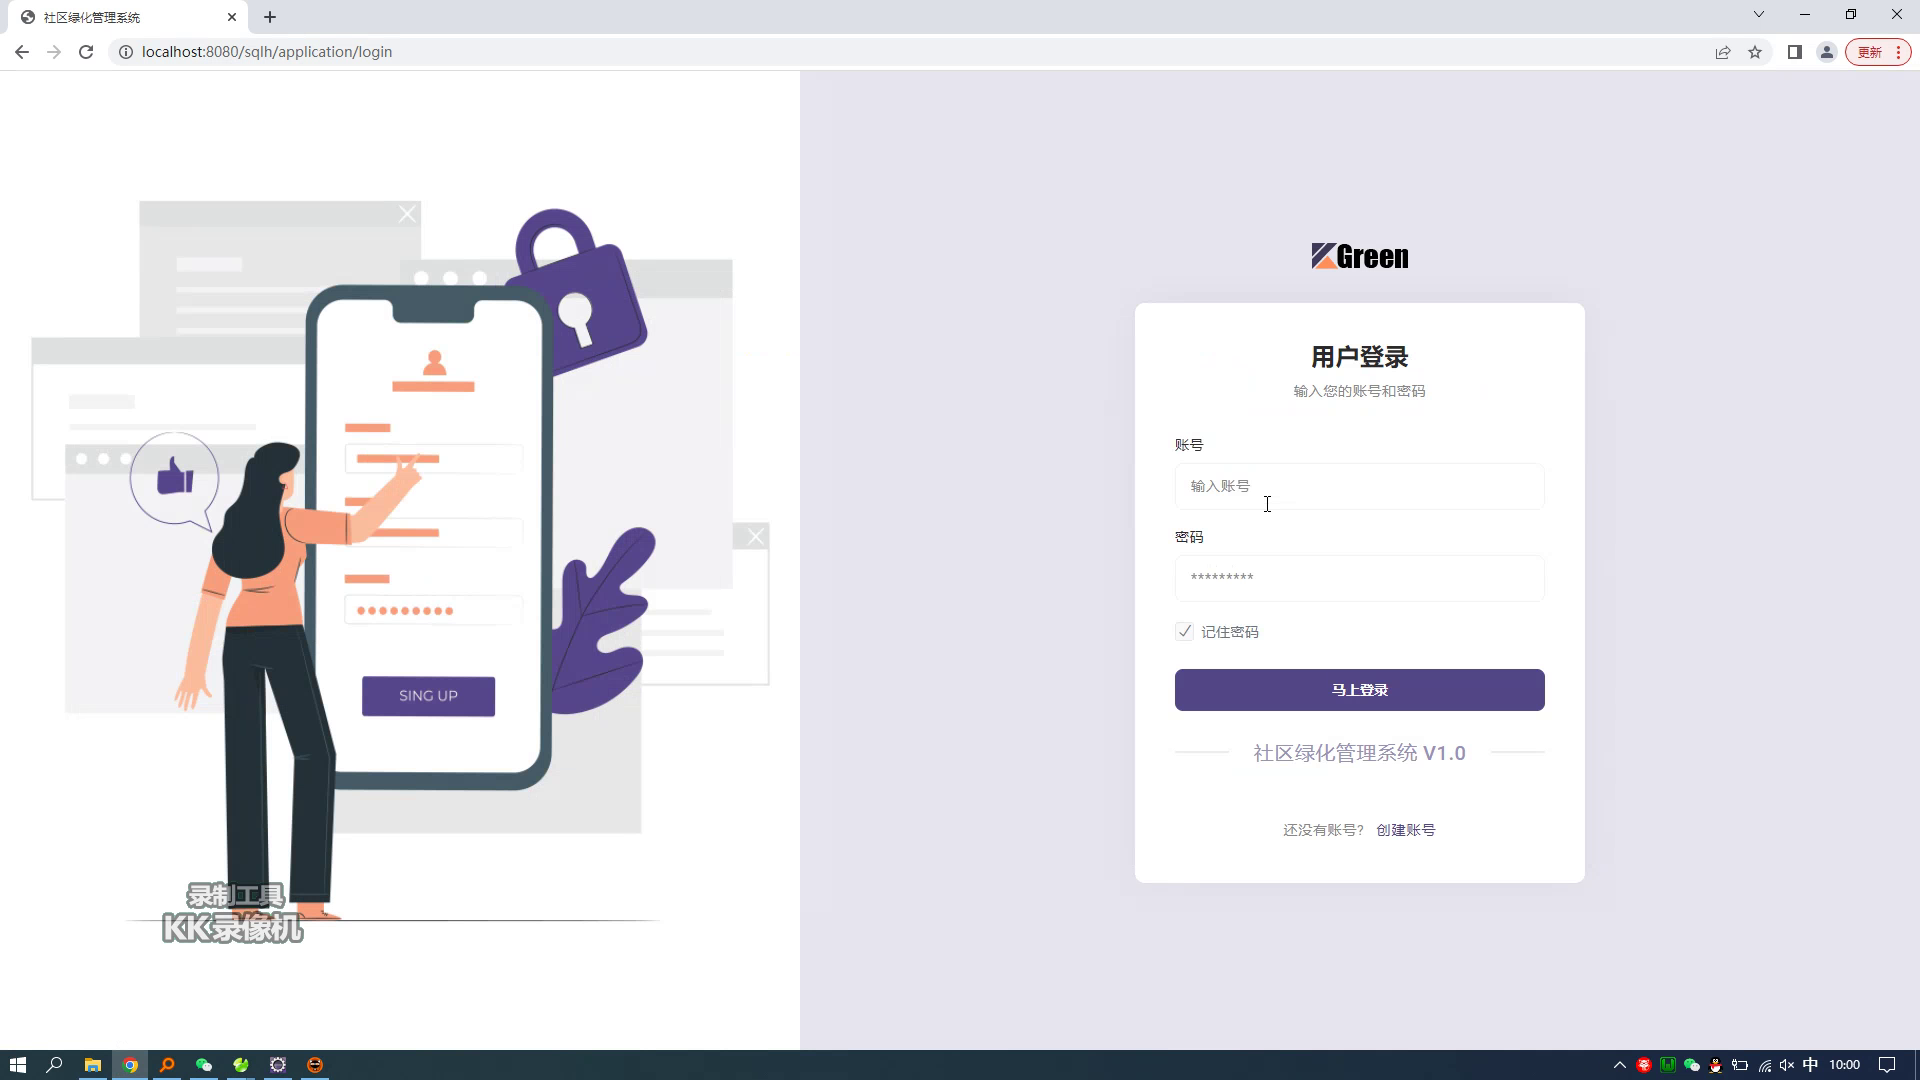 社区绿化管理系统
localhost:8080/sqlh/application/login
更新
Green
用户登录
输入您的账号和密码
账号
输入账号
密码
*********
记住密码
马上登录
社区绿化管理系统 V1.0
还没有账号? 创建账号
SING UP
录制工具
KK录像机
中 10:00